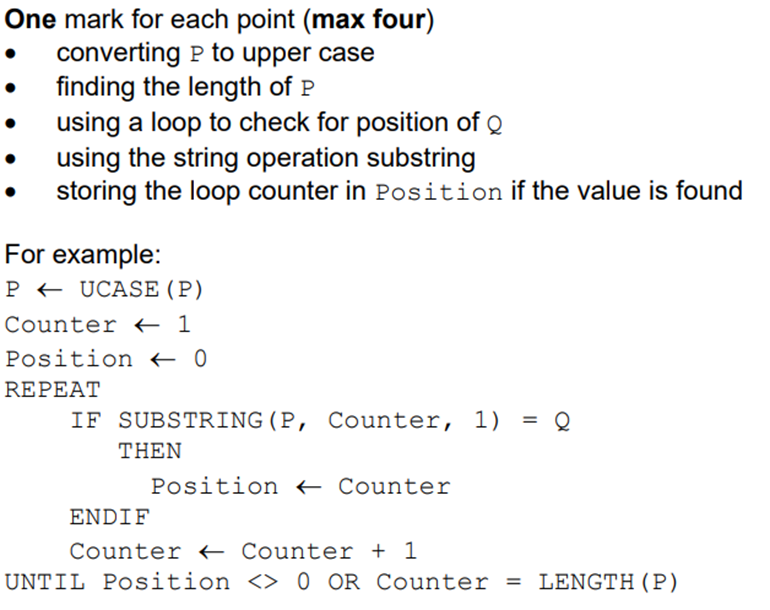 One mark for each point (max four)
• converting P to upper case
• finding the length of P
• using a loop to check for position of Q
• using the string operation substring
• storing the loop counter in Position if the value is found
For example:
P ← UCASE(P)
Counter ← 1
Position ← 0
REPEAT
IF SUBSTRING(P, Counter, 1) = Q
THEN
Position ← Counter
ENDIF
Counter ← Counter + 1
UNTIL Position <> 0 OR Counter = LENGTH(P)